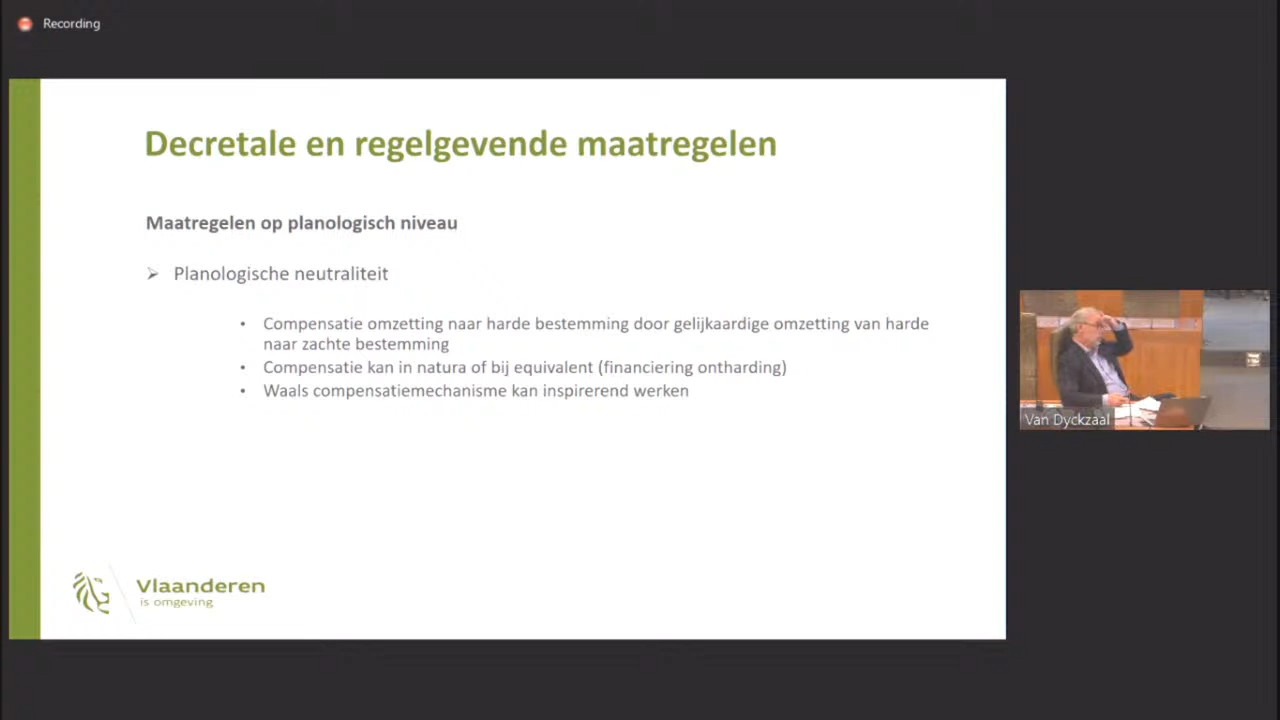 Recording
Decretale en regelgevende maatregelen
Maatregelen op planologisch niveau
➢ Planologische neutraliteit
• Compensatie omzetting naar harde bestemming door gelijkaardige omzetting van harde
naar zachte bestemming
• Compensatie kan in natura of bij equivalent (financiering ontharding)
• Waals compensatiemechanisme kan inspirerend werken
Van Dyckzaal
Vlaanderen
is omgeving